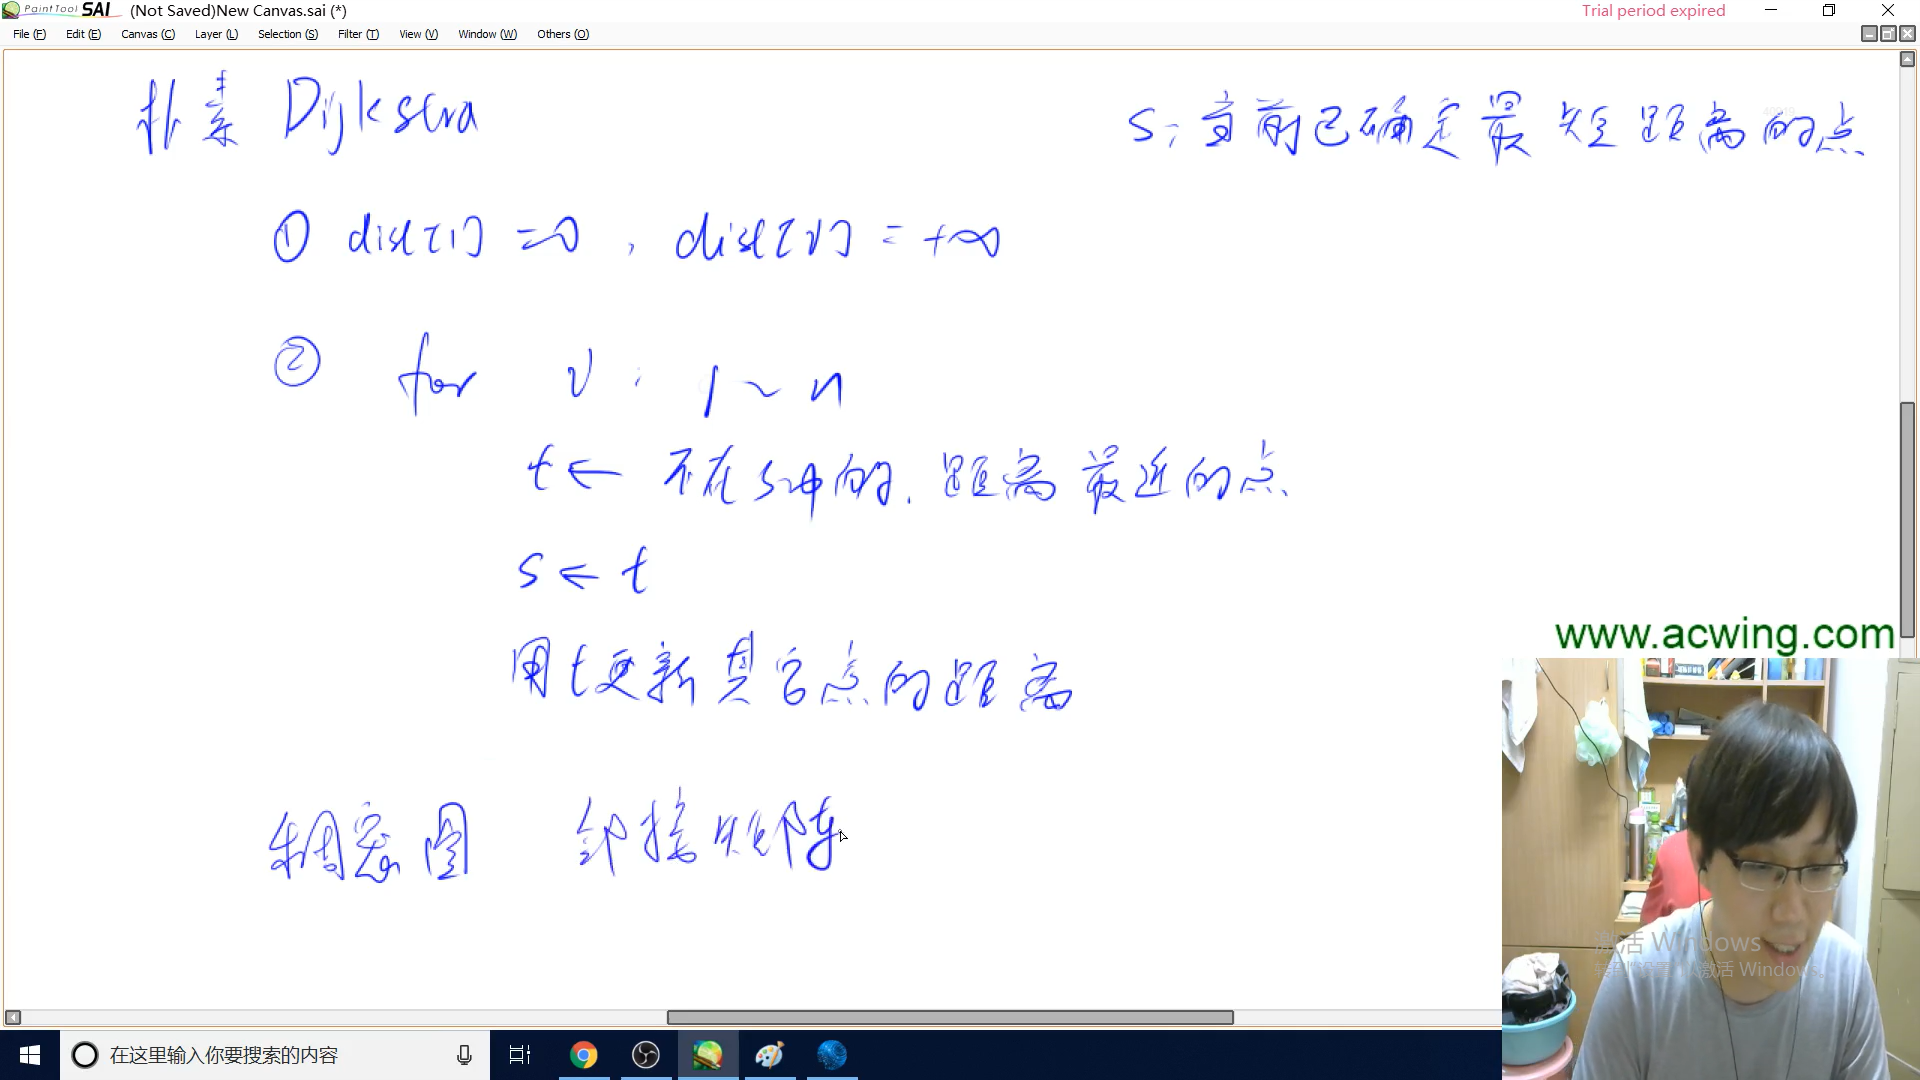 PaintTool SAI (Not Saved)New Canvas.sai (*)
Trial period expired
File (F) Edit (E) Canvas (C) Layer (L) Selection (S) Filter (T) View (V) Window (W) Others (O)
朴素 Dijkstra
S: 当前已确定最短距离的点
① dist[1] = 0, dist[v] = +∞
② for v: 1 ~ n
t ← 不在s中的, 距离最近的点
s ← t
用t更新其它点的距离
稠密图 邻接矩阵
www.acwing.com
激活 Windows
转到"设置"以激活 Windows。
在这里输入你要搜索的内容